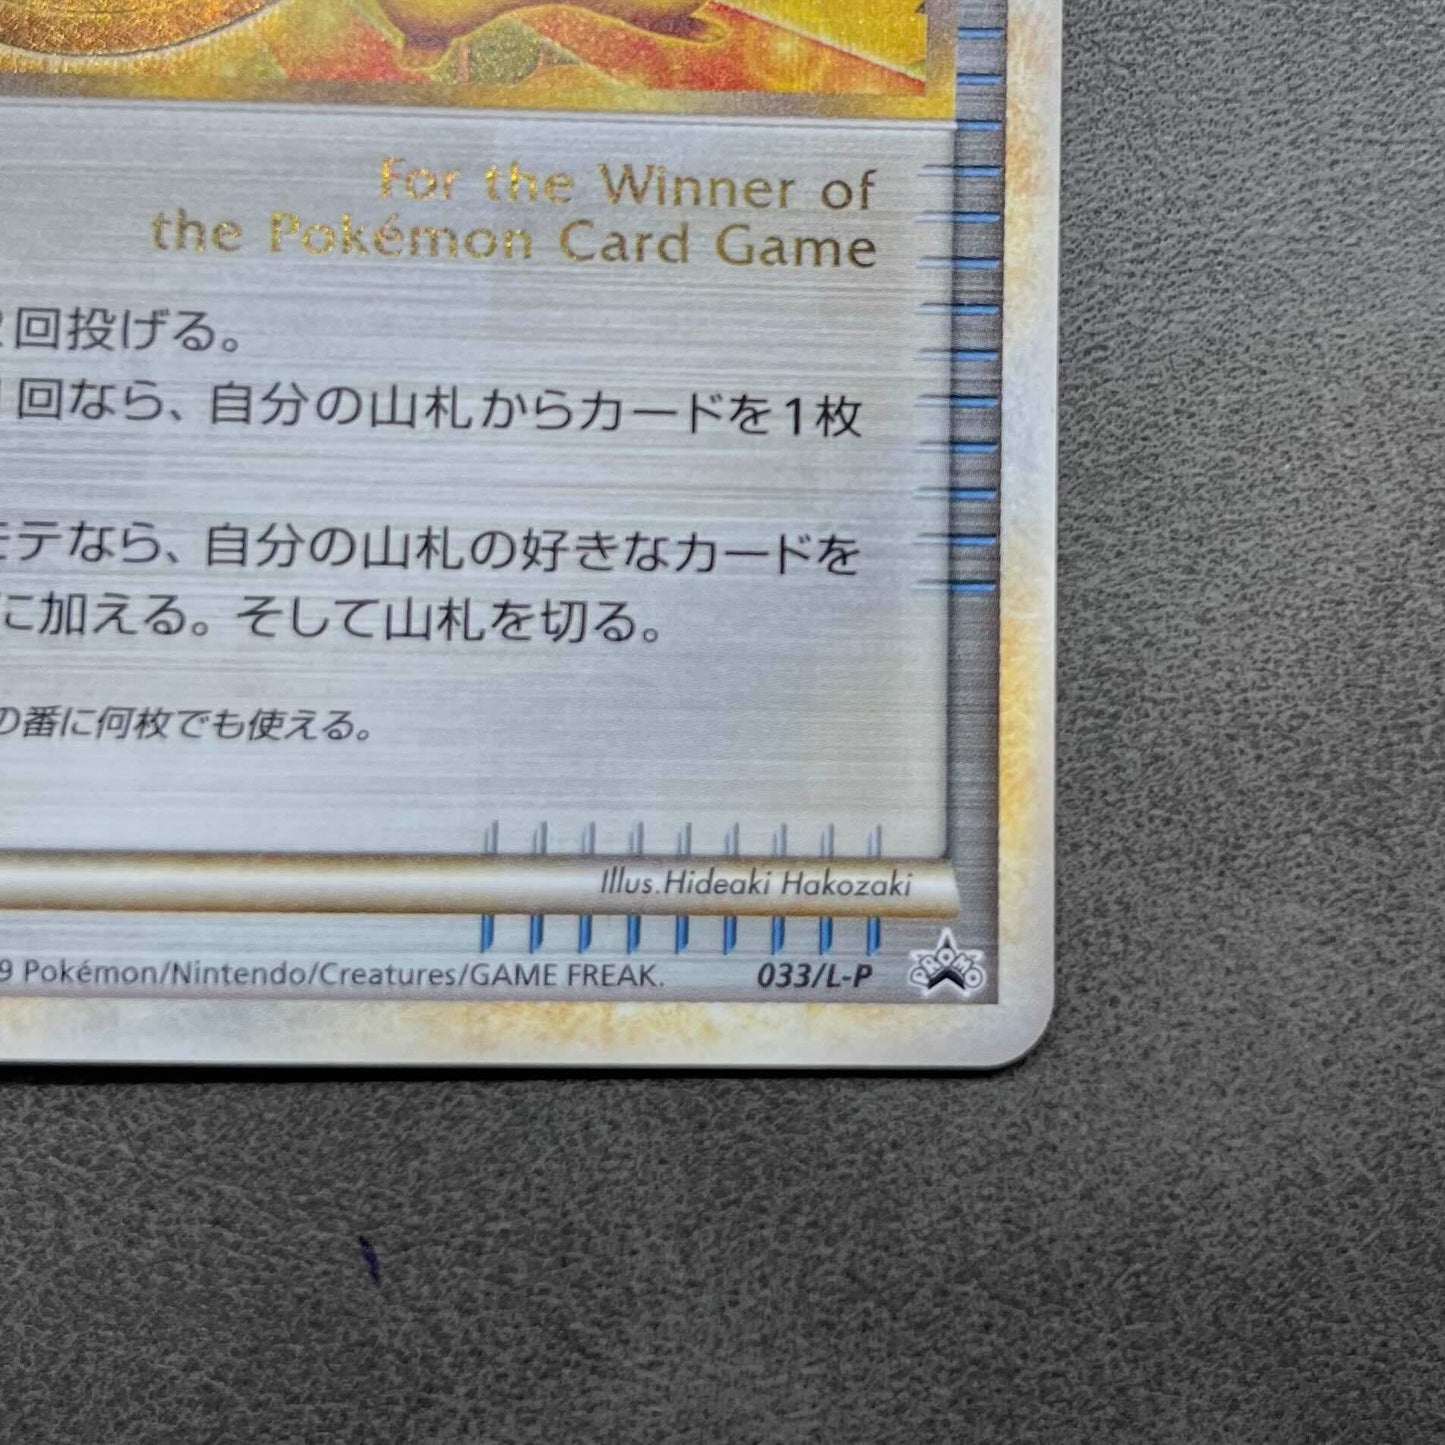 For the Winner of
the Pokémon Card Game
2回投げる。
1回なら、自分の山札からカードを1枚
モテなら、自分の山札の好きなカードを
に加える。そして山札を切る。
の番に何枚でも使える。
Illus.Hideaki Hakozaki
9 Pokémon/Nintendo/Creatures/GAME FREAK.
033/L-P
PROMO